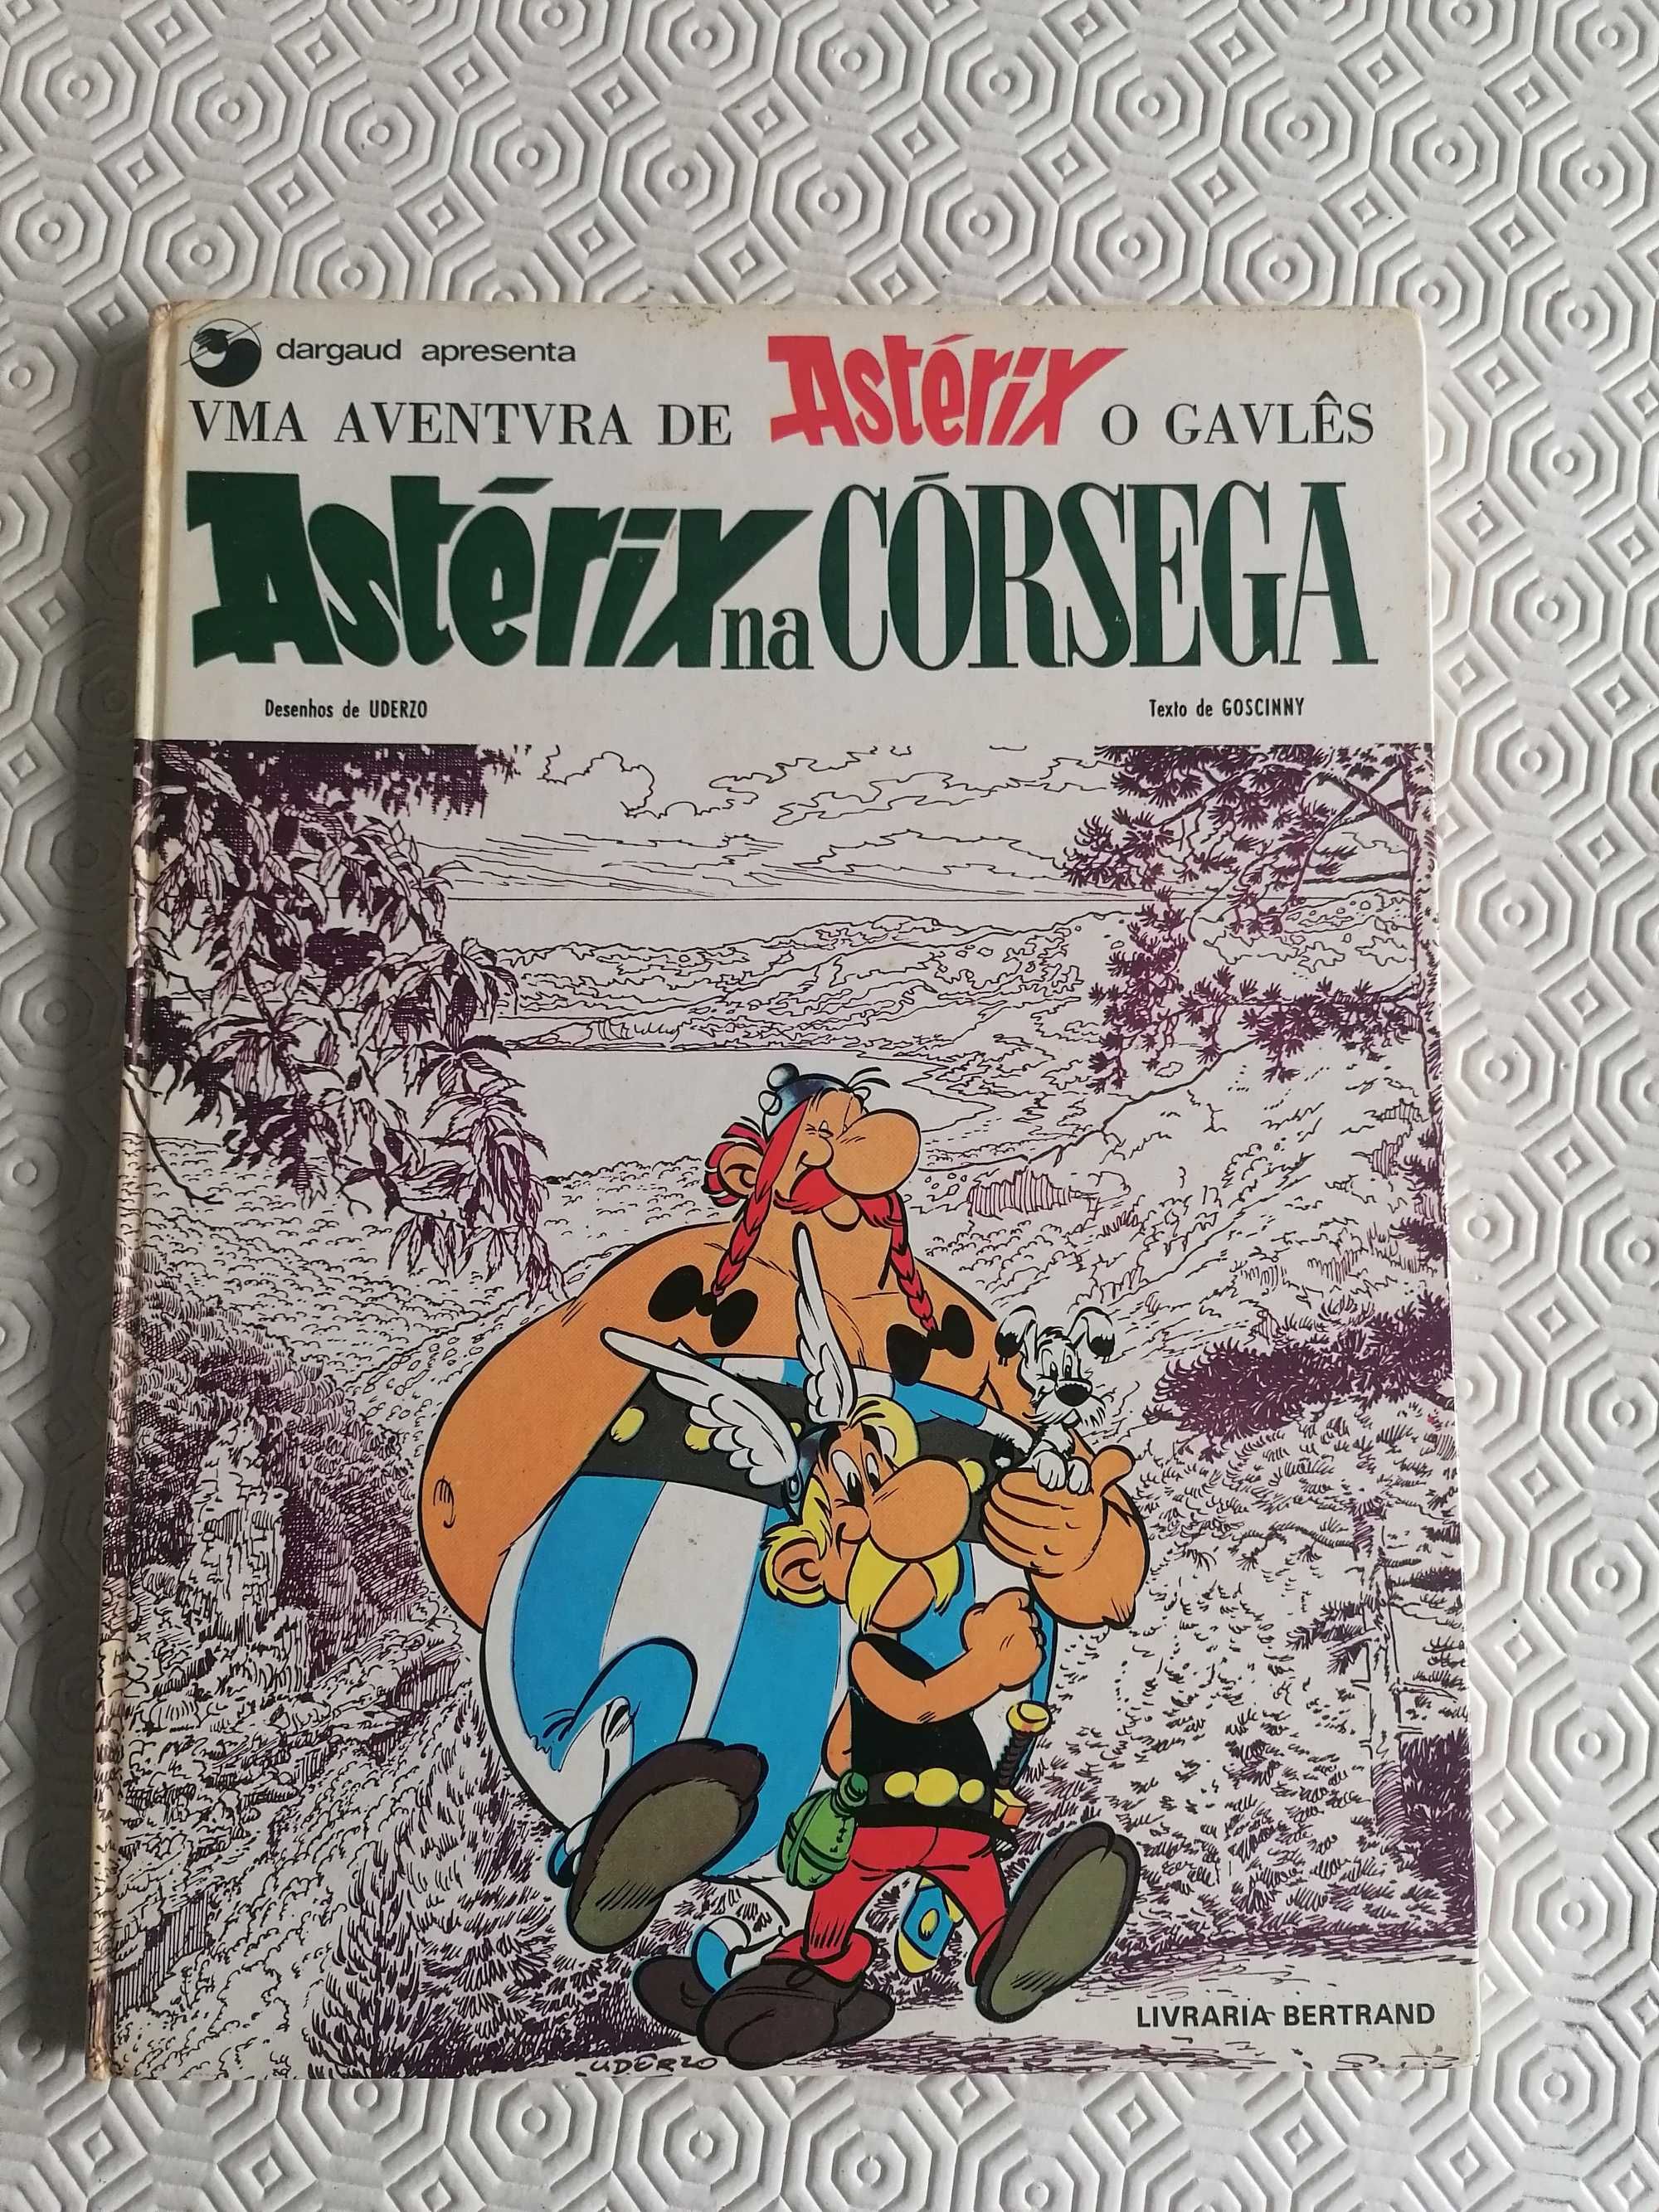 dargaud apresenta
VMA AVENTVRA DE Astérix O GAVLÊS
Astérix na CÓRSEGA
Desenhos de UDERZO
Texto de GOSCINNY
LIVRARIA BERTRAND
UDERZO